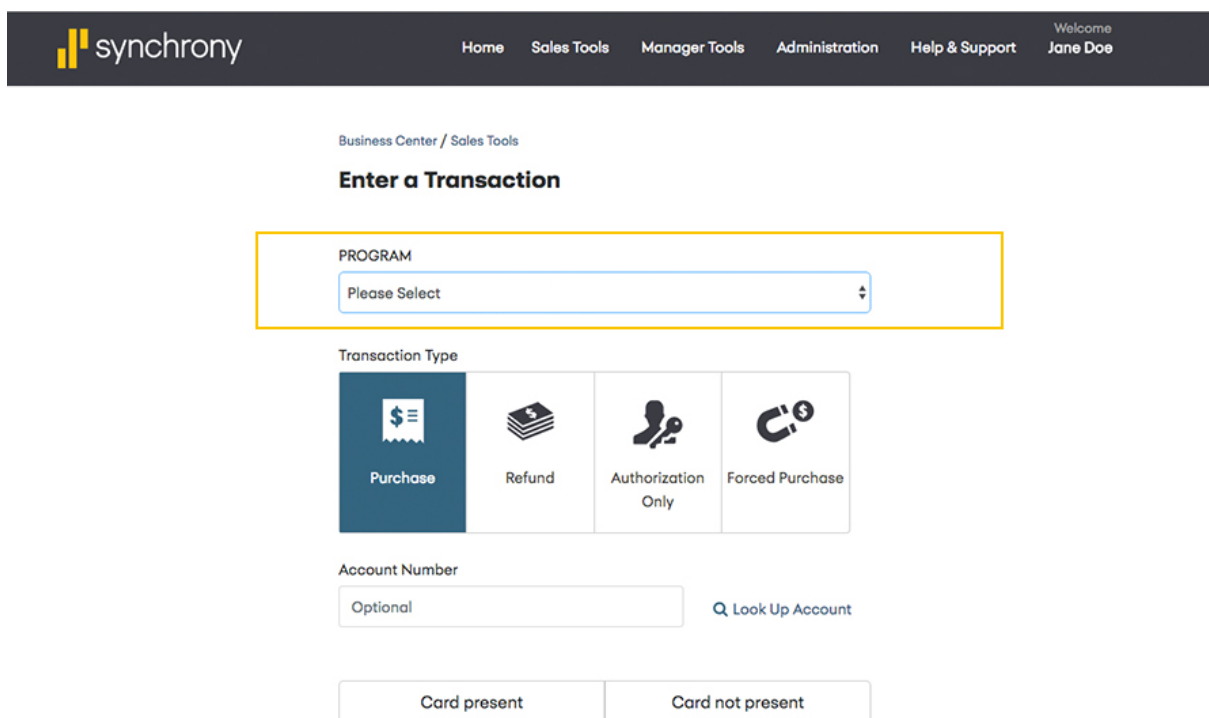 synchrony
Home Sales Tools Manager Tools Administration Help & Support
Welcome
Jane Doe
Business Center / Sales Tools
Enter a Transaction
PROGRAM
Please Select
Transaction Type
$
$
$
Purchase Refund Authorization Only Forced Purchase
Account Number
Optional
Look Up Account
Card present Card not present